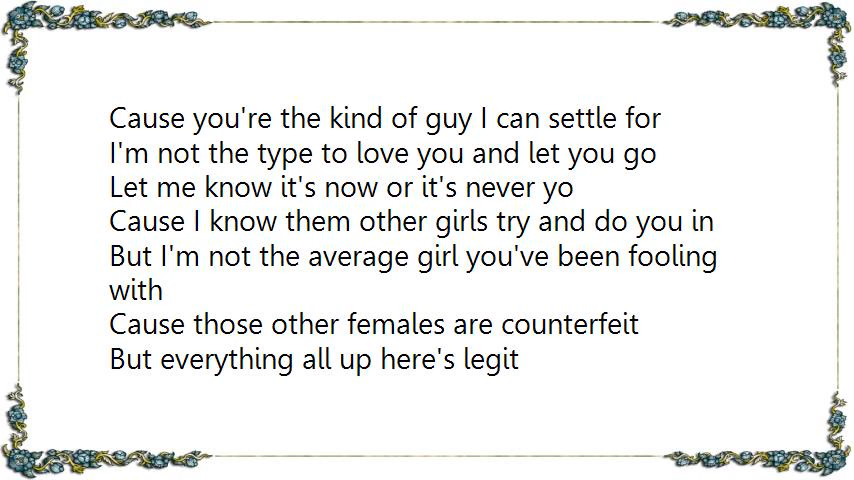 Cause you're the kind of guy I can settle for
I'm not the type to love you and let you go
Let me know it's now or it's never yo
Cause I know them other girls try and do you in
But I'm not the average girl you've been fooling
with
Cause those other females are counterfeit
But everything all up here's legit